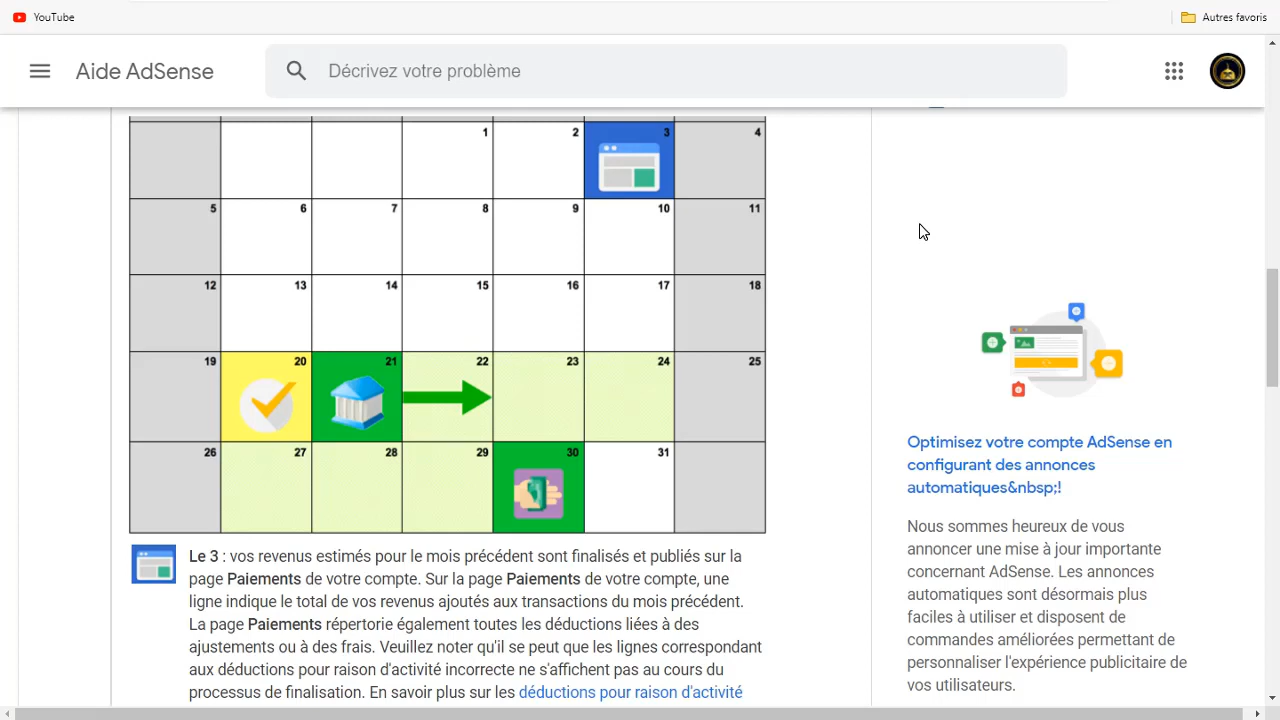 YouTube
Autres favoris
Aide AdSense
Décrivez votre problème
1 2 3 4
5 6 7 8 9 10 11
12 13 14 15 16 17 18
19 20 21 22 23 24 25
26 27 28 29 30 31
Le 3 : vos revenus estimés pour le mois précédent sont finalisés et publiés sur la
page Paiements de votre compte. Sur la page Paiements de votre compte, une
ligne indique le total de vos revenus ajoutés aux transactions du mois précédent.
La page Paiements répertorie également toutes les déductions liées à des
ajustements ou à des frais. Veuillez noter qu'il se peut que les lignes correspondant
aux déductions pour raison d'activité incorrecte ne s'affichent pas au cours du
processus de finalisation. En savoir plus sur les déductions pour raison d'activité
Optimisez votre compte AdSense en
configurant des annonces
automatiques&nbsp;!
Nous sommes heureux de vous
annoncer une mise à jour importante
concernant AdSense. Les annonces
automatiques sont désormais plus
faciles à utiliser et disposent de
commandes améliorées permettant de
personnaliser l'expérience publicitaire de
vos utilisateurs.